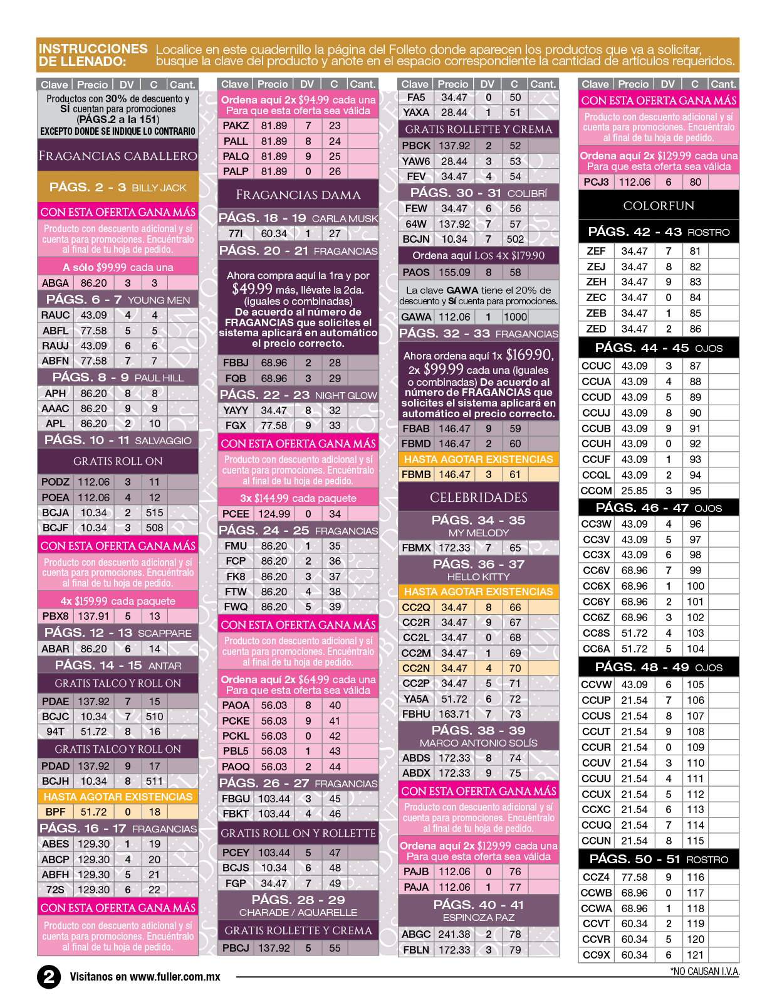 INSTRUCCIONES DE LLENADO:
Localice en este cuadernillo la página del Folleto donde aparecen los productos que va a solicitar,
busque la clave del producto y anote en el espacio correspondiente la cantidad de artículos requeridos.
Clave Precio DV C Cant.
Productos con 30% de descuento y
SÍ cuentan para promociones
(PÁGS.2 a la 151)
EXCEPTO DONDE SE INDIQUE LO CONTRARIO
FRAGANCIAS CABALLERO
PÁGS. 2 - 3 BILLY JACK
CON ESTA OFERTA GANA MÁS
Producto con descuento adicional y sí
cuenta para promociones. Encuéntralo
al final de tu hoja de pedido.
A sólo $99.99 cada una
ABGA 86.20 3 3
PÁGS. 6 - 7 YOUNG MEN
RAUC 43.09 4 4
ABFL 77.58 5 5
RAUJ 43.09 6 6
ABFN 77.58 7 7
PÁGS. 8 - 9 PAUL HILL
APH 86.20 8 8
AAAC 86.20 9 9
APL 86.20 2 10
PÁGS. 10 - 11 SALVAGGIO
GRATIS ROLL ON
PODZ 112.06 3 11
POEA 112.06 4 12
BCJA 10.34 2 515
BCJF 10.34 3 508
CON ESTA OFERTA GANA MÁS
Producto con descuento adicional y sí
cuenta para promociones. Encuéntralo
al final de tu hoja de pedido.
4x $159.99 cada paquete
PBX8 137.91 5 13
PÁGS. 12 - 13 SCAPPARE
ABAR 86.20 6 14
PÁGS. 14 - 15 ANTAR
GRATIS TALCO Y ROLL ON
PDAE 137.92 7 15
BCJC 10.34 7 510
94T 51.72 8 16
GRATIS TALCO Y ROLL ON
PDAD 137.92 9 17
BCJH 10.34 8 511
HASTA AGOTAR EXISTENCIAS
BPF 51.72 0 18
PÁGS. 16 - 17 FRAGANCIAS
ABES 129.30 1 19
ABCP 129.30 4 20
ABFH 129.30 5 21
72S 129.30 6 22
CON ESTA OFERTA GANA MÁS
Producto con descuento adicional y sí
cuenta para promociones. Encuéntralo
al final de tu hoja de pedido.
Clave Precio DV C Cant.
Ordena aquí 2x $94.99 cada una
Para que esta oferta sea válida
PAKZ 81.89 7 23
PALL 81.89 8 24
PALQ 81.89 9 25
PALP 81.89 0 26
FRAGANCIAS DAMA
PÁGS. 18 - 19 CARLA MUSK
77I 60.34 1 27
PÁGS. 20 - 21 FRAGANCIAS
Ahora compra aquí la 1ra y por
$49.99 más, llévate la 2da.
(iguales o combinadas)
De acuerdo al número de
FRAGANCIAS que solicites el
sistema aplicará en automático
el precio correcto.
FBBJ 68.96 2 28
FQB 68.96 3 29
PÁGS. 22 - 23 NIGHT GLOW
YAYY 34.47 8 32
FGX 77.58 9 33
CON ESTA OFERTA GANA MÁS
Producto con descuento adicional y sí
cuenta para promociones. Encuéntralo
al final de tu hoja de pedido.
3x $144.99 cada paquete
PCEE 124.99 0 34
PÁGS. 24 - 25 FRAGANCIAS
FMU 86.20 1 35
FCP 86.20 2 36
FK8 86.20 3 37
FTW 86.20 4 38
FWQ 86.20 5 39
CON ESTA OFERTA GANA MÁS
Producto con descuento adicional y sí
cuenta para promociones. Encuéntralo
al final de tu hoja de pedido.
Ordena aquí 2x $64.99 cada una
Para que esta oferta sea válida
PAOA 56.03 8 40
PCKE 56.03 9 41
PCKL 56.03 0 42
PBL5 56.03 1 43
PAOQ 56.03 2 44
PÁGS. 26 - 27 FRAGANCIAS
FBGU 103.44 3 45
FBKT 103.44 4 46
GRATIS ROLL ON Y ROLLETTE
PCEY 103.44 5 47
BCJS 10.34 6 48
FGP 34.47 7 49
PÁGS. 28 - 29
CHARADE / AQUARELLE
GRATIS ROLLETTE Y CREMA
PBCJ 137.92 5 55
Clave Precio DV C Cant.
FA5 34.47 0 50
YAXA 28.44 1 51
GRATIS ROLLETTE Y CREMA
PBCK 137.92 2 52
YAW6 28.44 3 53
FEV 34.47 4 54
PÁGS. 30 - 31 COLIBRÍ
FEW 34.47 6 56
64W 137.92 7 57
BCJN 10.34 7 502
Ordena aquí LOS 4X $179.90
PAOS 155.09 8 58
La clave GAWA tiene el 20% de
descuento y Sí cuenta para promociones.
GAWA 112.06 1 1000
PÁGS. 32 - 33 FRAGANCIAS
Ahora ordena aquí 1x $169.90,
2x $99.99 cada una (iguales
o combinadas) De acuerdo al
número de FRAGANCIAS que
solicites el sistema aplicará en
automático el precio correcto.
FBAB 146.47 9 59
FBMD 146.47 2 60
HASTA AGOTAR EXISTENCIAS
FBMB 146.47 3 61
CELEBRIDADES
PÁGS. 34 - 35
MY MELODY
FBMX 172.33 7 65
PÁGS. 36 - 37
HELLO KITTY
HASTA AGOTAR EXISTENCIAS
CC2Q 34.47 8 66
CC2R 34.47 9 67
CC2L 34.47 0 68
CC2M 34.47 1 69
CC2N 34.47 4 70
CC2P 34.47 5 71
YA5A 51.72 6 72
FBHU 163.71 7 73
PÁGS. 38 - 39
MARCO ANTONIO SOLÍS
ABDS 172.33 8 74
ABDX 172.33 9 75
CON ESTA OFERTA GANA MÁS
Producto con descuento adicional y sí
cuenta para promociones. Encuéntralo
al final de tu hoja de pedido.
Ordena aquí 2x $129.99 cada una
Para que esta oferta sea válida
PAJB 112.06 0 76
PAJA 112.06 1 77
PÁGS. 40 - 41
ESPINOZA PAZ
ABGC 241.38 2 78
FBLN 172.33 3 79
Clave Precio DV C Cant.
CON ESTA OFERTA GANA MÁS
Producto con descuento adicional y sí
cuenta para promociones. Encuéntralo
al final de tu hoja de pedido.
Ordena aquí 2x $129.99 cada una
Para que esta oferta sea válida
PCJ3 112.06 6 80
COLORFUN
PÁGS. 42 - 43 ROSTRO
ZEF 34.47 7 81
ZEJ 34.47 8 82
ZEH 34.47 9 83
ZEC 34.47 0 84
ZEB 34.47 1 85
ZED 34.47 2 86
PÁGS. 44 - 45 OJOS
CCUC 43.09 3 87
CCUA 43.09 4 88
CCUD 43.09 5 89
CCUJ 43.09 8 90
CCUB 43.09 9 91
CCUH 43.09 0 92
CCUF 43.09 1 93
CCQL 43.09 2 94
CCQM 25.85 3 95
PÁGS. 46 - 47 OJOS
CC3W 43.09 4 96
CC3V 43.09 5 97
CC3X 43.09 6 98
CC6V 68.96 7 99
CC6X 68.96 1 100
CC6Y 68.96 2 101
CC6Z 68.96 3 102
CC8S 51.72 4 103
CC6A 51.72 5 104
PÁGS. 48 - 49 OJOS
CCVW 43.09 6 105
CCUP 21.54 7 106
CCUS 21.54 8 107
CCUT 21.54 9 108
CCUR 21.54 0 109
CCUV 21.54 3 110
CCUU 21.54 4 111
CCUX 21.54 5 112
CCXC 21.54 6 113
CCUQ 21.54 7 114
CCUN 21.54 8 115
PÁGS. 50 - 51 ROSTRO
CCZ4 77.58 9 116
CCWB 68.96 0 117
CCWA 68.96 1 118
CCVT 60.34 2 119
CCVR 60.34 5 120
CC9X 60.34 6 121
*NO CAUSAN I.V.A.
2 Visítanos en www.fuller.com.mx